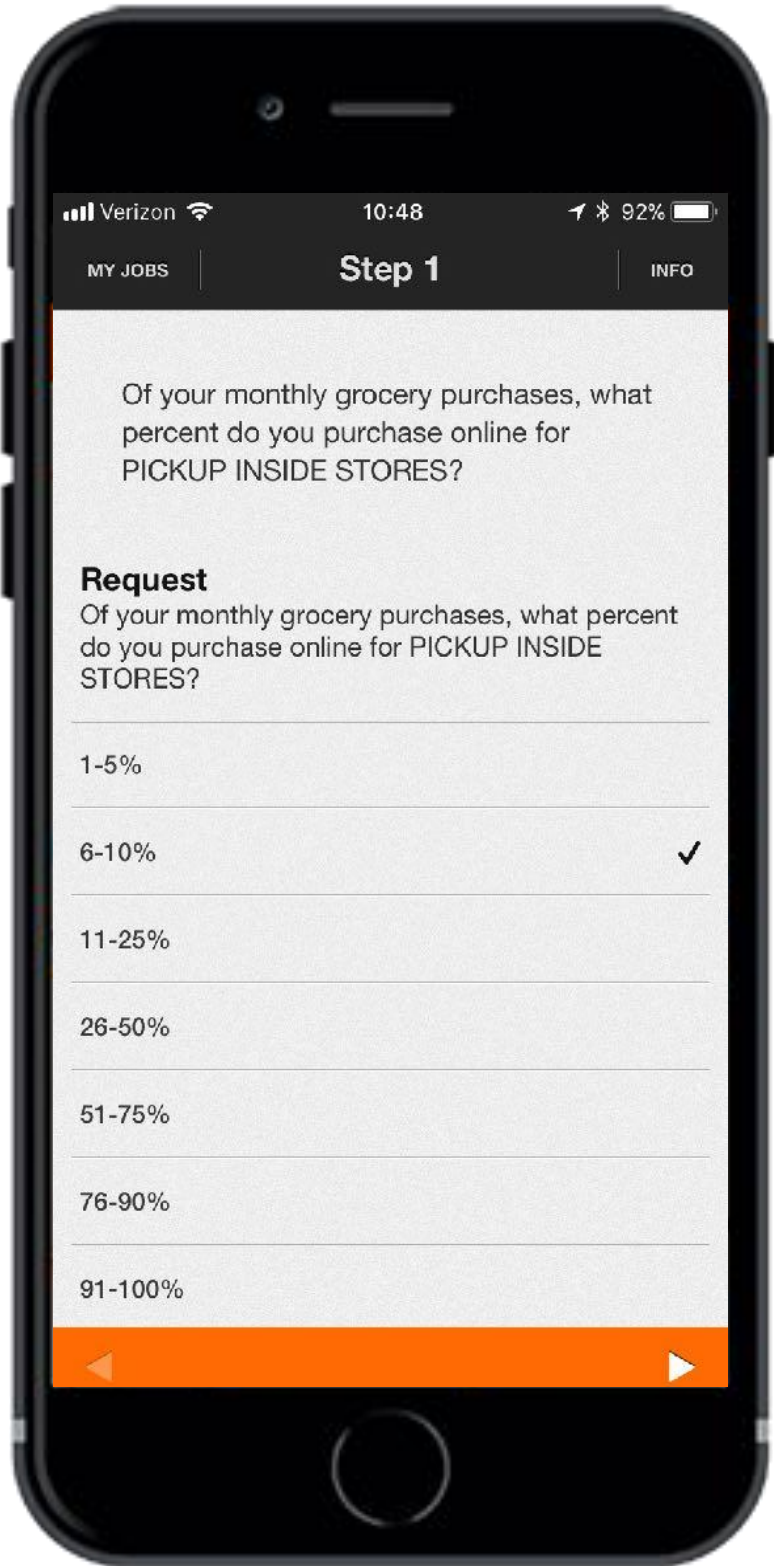 Verizon 10:48 92%
MY JOBS Step 1 INFO
Of your monthly grocery purchases, what
percent do you purchase online for
PICKUP INSIDE STORES?
Request
Of your monthly grocery purchases, what percent
do you purchase online for PICKUP INSIDE
STORES?
1-5%
6-10%
11-25%
26-50%
51-75%
76-90%
91-100%